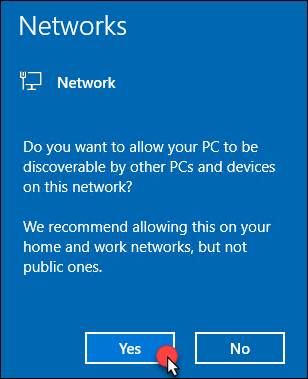 Networks
Network
Do you want to allow your PC to be
discoverable by other PCs and devices
on this network?
We recommend allowing this on your
home and work networks, but not
public ones.
Yes
No